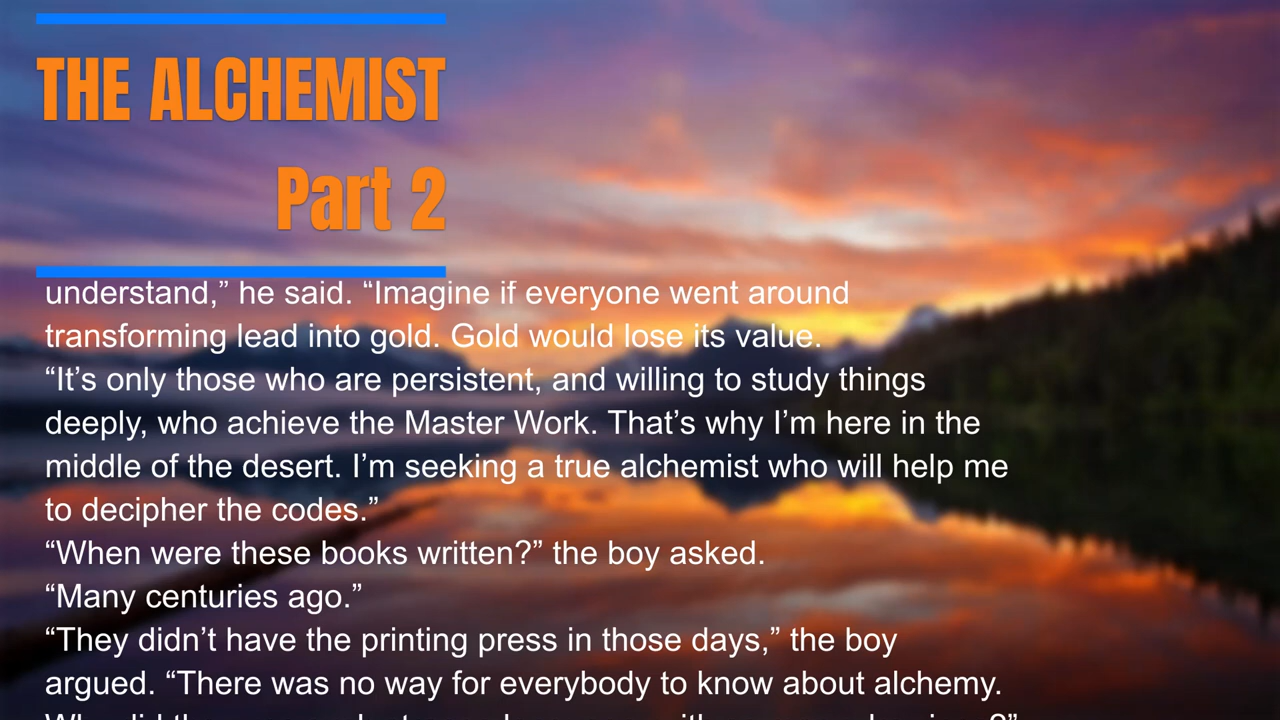 THE ALCHEMIST
Part 2
understand,” he said. “Imagine if everyone went around
transforming lead into gold. Gold would lose its value.
“It’s only those who are persistent, and willing to study things
deeply, who achieve the Master Work. That’s why I’m here in the
middle of the desert. I’m seeking a true alchemist who will help me
to decipher the codes.”
“When were these books written?” the boy asked.
“Many centuries ago.”
“They didn’t have the printing press in those days,” the boy
argued. “There was no way for everybody to know about alchemy.